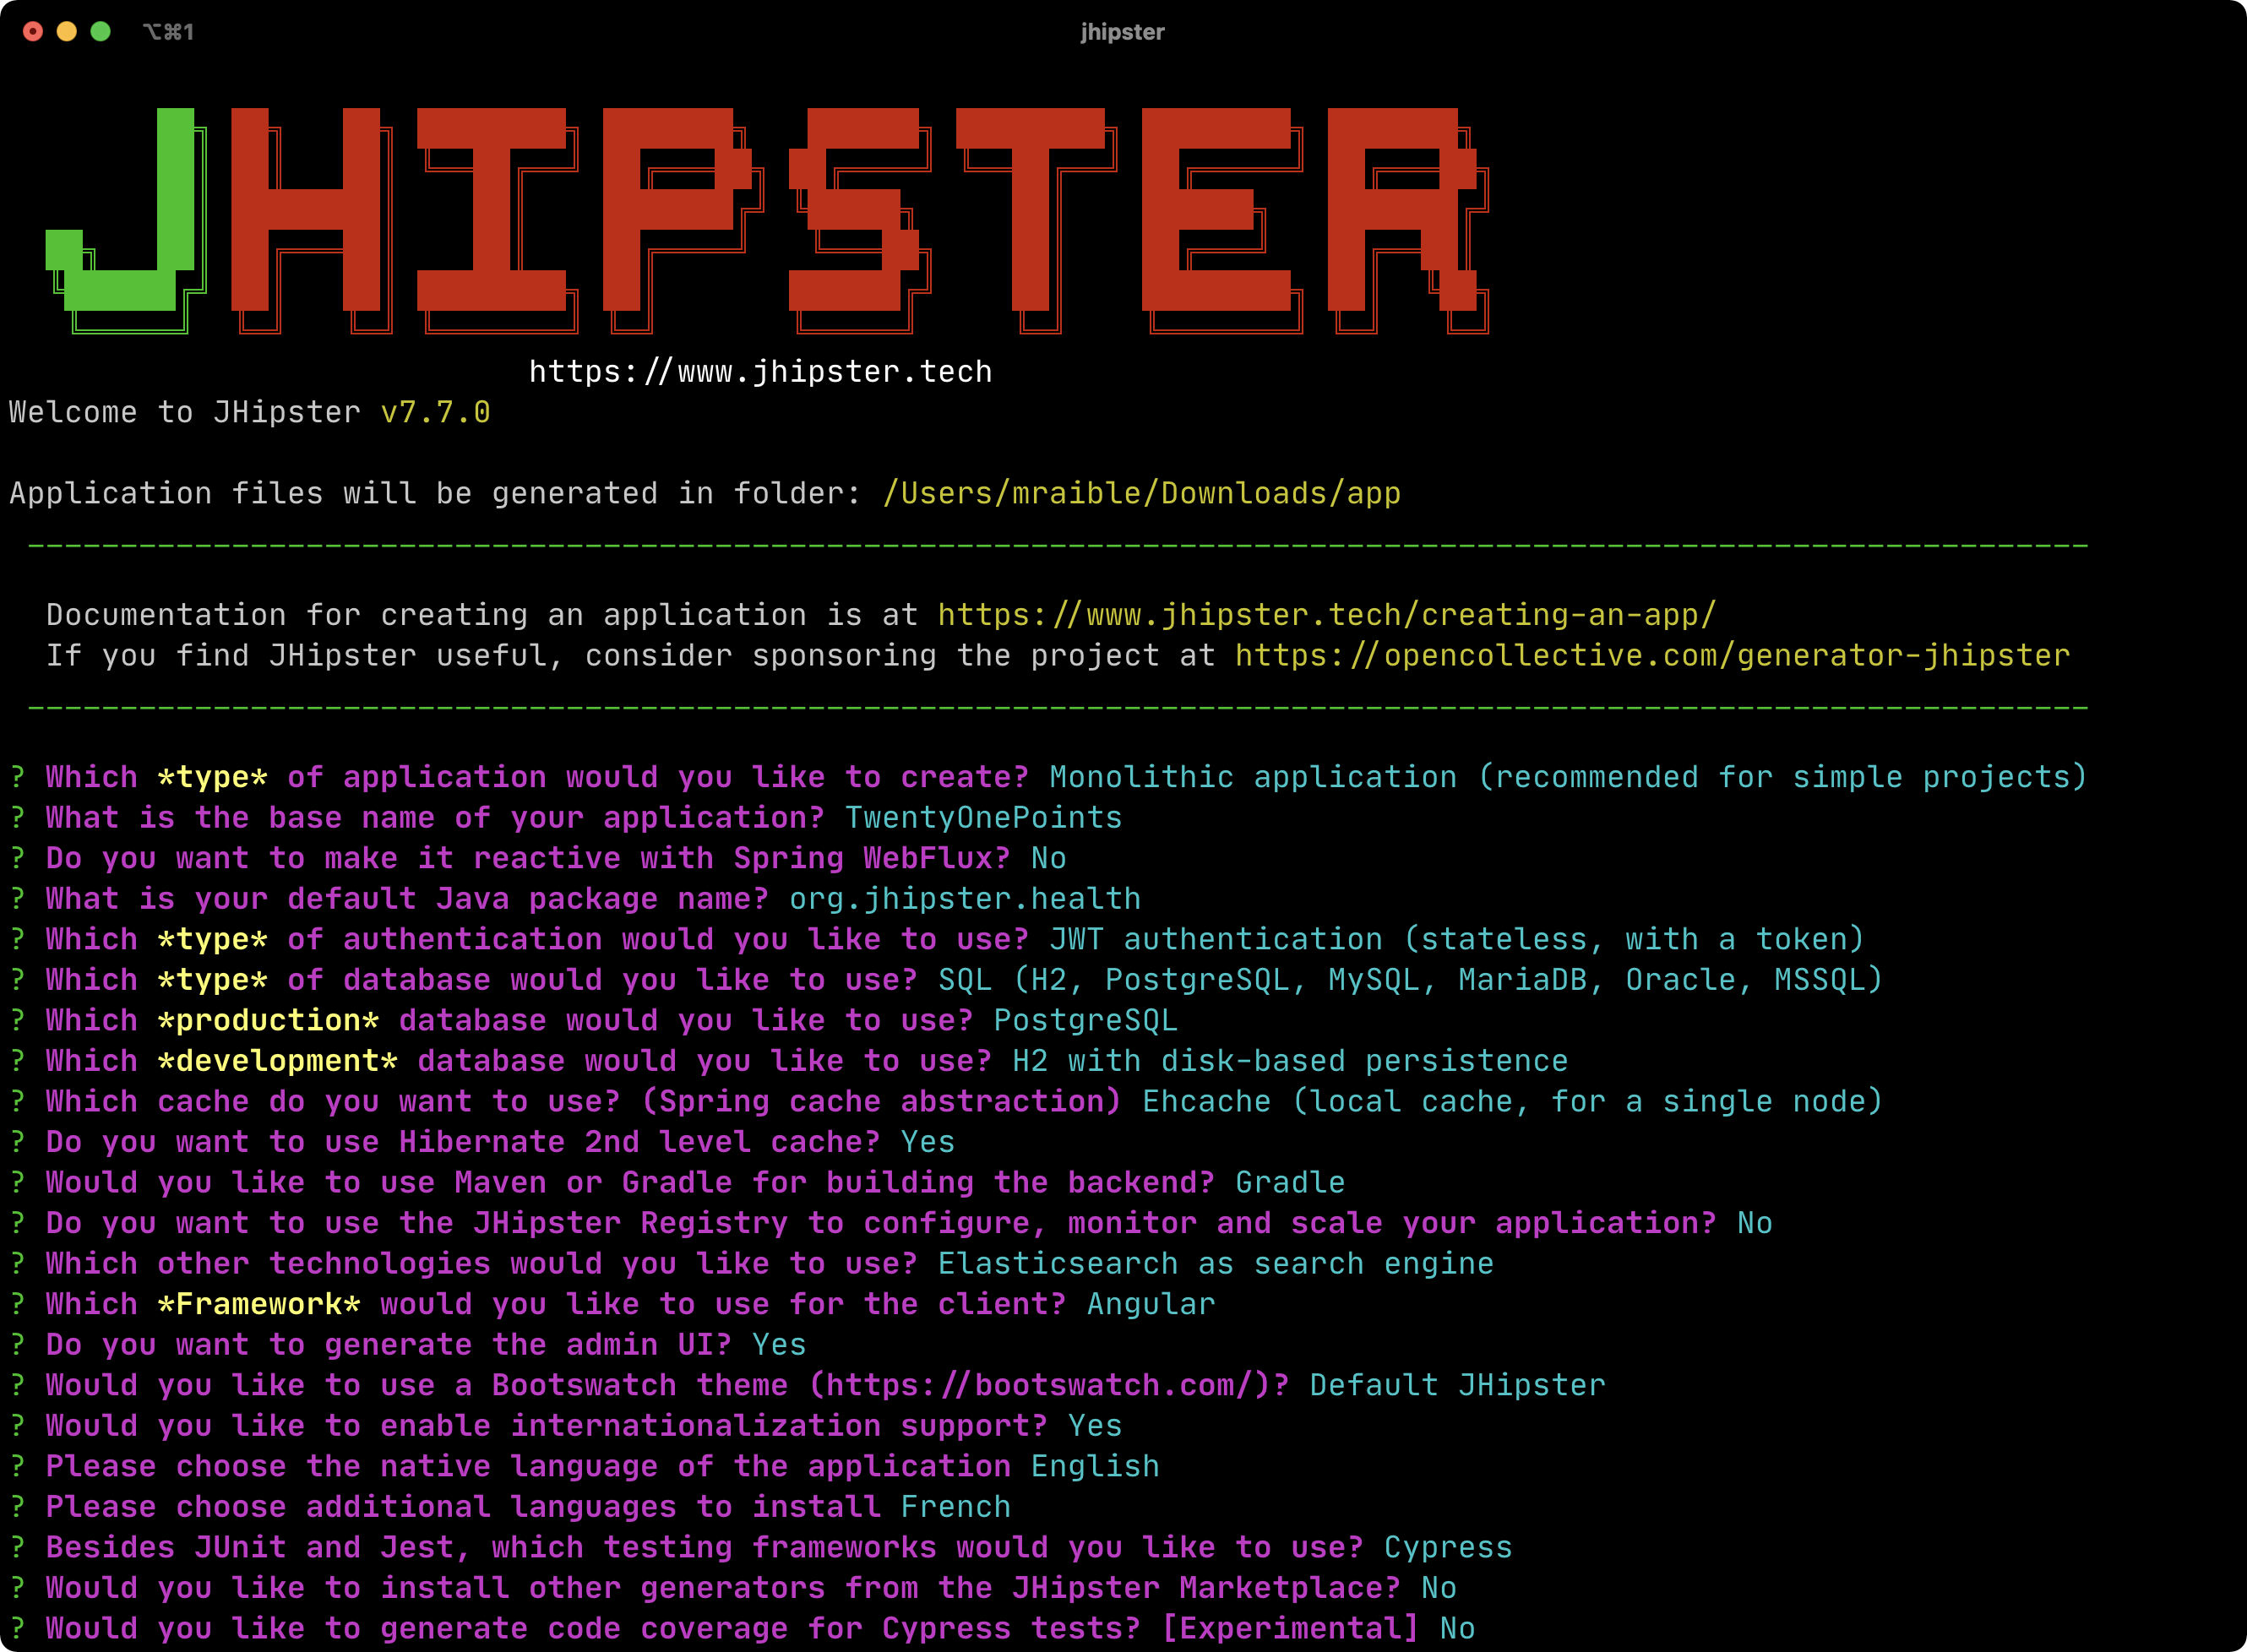 ⌥⌘1
jhipster
JHIPSTER
https://www.jhipster.tech
Welcome to JHipster v7.7.0
Application files will be generated in folder: /Users/mraible/Downloads/app
Documentation for creating an application is at https://www.jhipster.tech/creating-an-app/
If you find JHipster useful, consider sponsoring the project at https://opencollective.com/generator-jhipster
? Which *type* of application would you like to create? Monolithic application (recommended for simple projects)
? What is the base name of your application? TwentyOnePoints
? Do you want to make it reactive with Spring WebFlux? No
? What is your default Java package name? org.jhipster.health
? Which *type* of authentication would you like to use? JWT authentication (stateless, with a token)
? Which *type* of database would you like to use? SQL (H2, PostgreSQL, MySQL, MariaDB, Oracle, MSSQL)
? Which *production* database would you like to use? PostgreSQL
? Which *development* database would you like to use? H2 with disk-based persistence
? Which cache do you want to use? (Spring cache abstraction) Ehcache (local cache, for a single node)
? Do you want to use Hibernate 2nd level cache? Yes
? Would you like to use Maven or Gradle for building the backend? Gradle
? Do you want to use the JHipster Registry to configure, monitor and scale your application? No
? Which other technologies would you like to use? Elasticsearch as search engine
? Which *Framework* would you like to use for the client? Angular
? Do you want to generate the admin UI? Yes
? Would you like to use a Bootswatch theme (https://bootswatch.com/)? Default JHipster
? Would you like to enable internationalization support? Yes
? Please choose the native language of the application English
? Please choose additional languages to install French
? Besides JUnit and Jest, which testing frameworks would you like to use? Cypress
? Would you like to install other generators from the JHipster Marketplace? No
? Would you like to generate code coverage for Cypress tests? [Experimental] No